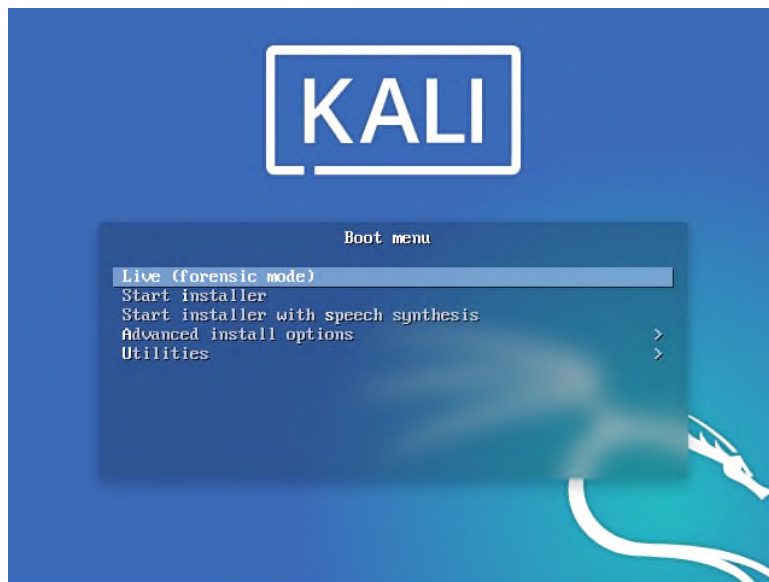 KALI
Boot menu
Live (forensic mode)
Start installer
Start installer with speech synthesis
Advanced install options >
Utilities >